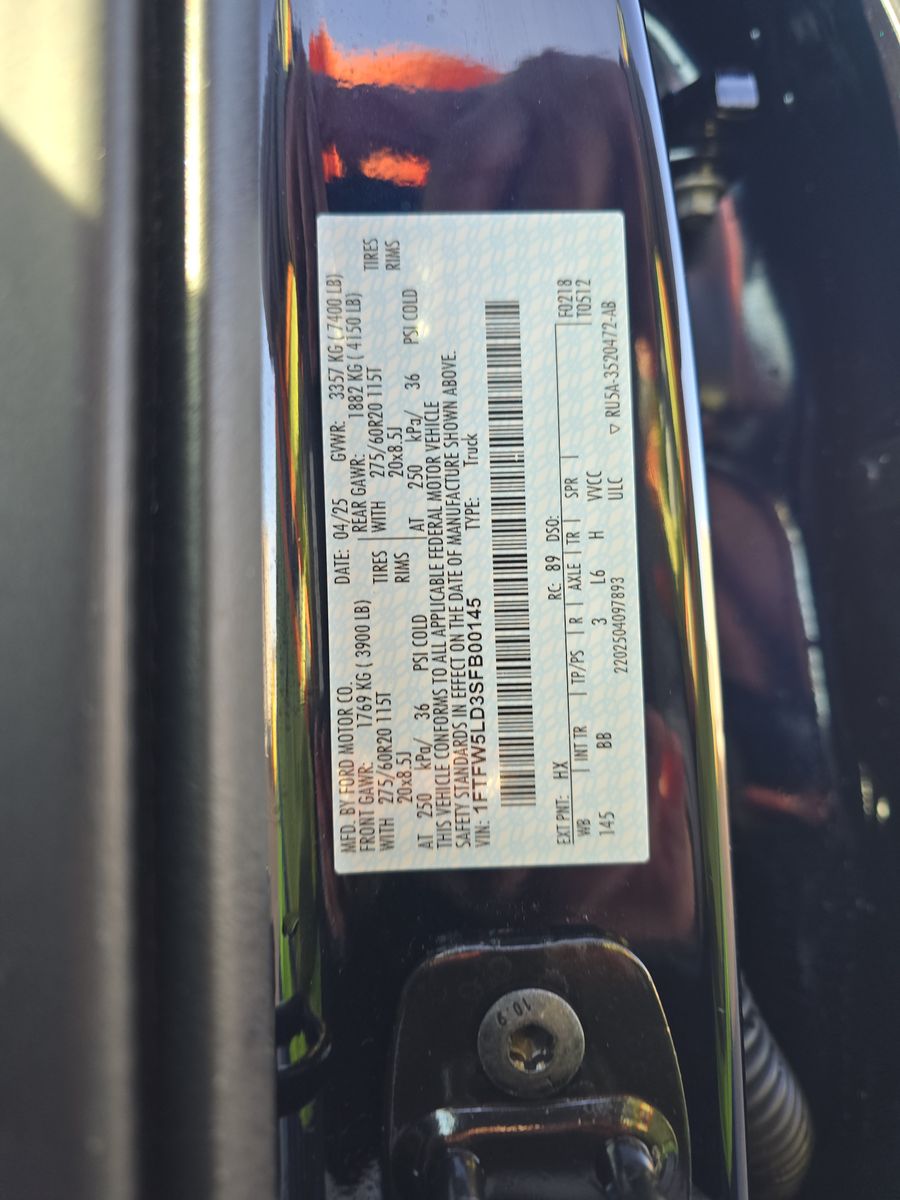 MFD. BY FORD MOTOR CO.
DATE: 04/25 GVWR: 3357 KG ( 7400 LB)
FRONT GAWR: 1769 KG ( 3900 LB)
REAR GAWR: 1882 KG ( 4150 LB)
WITH 275/60R20 115T TIRES
WITH 275/60R20 115T TIRES
20x8.5J RIMS
20x8.5J RIMS
AT 250 kPa/ 36 PSI COLD
AT 250 kPa/ 36 PSI COLD
THIS VEHICLE CONFORMS TO ALL APPLICABLE FEDERAL MOTOR VEHICLE
SAFETY STANDARDS IN EFFECT ON THE DATE OF MANUFACTURE SHOWN ABOVE.
VIN: 1FTFW5LD3SFB00145 TYPE: Truck
EXT PNT: HX RC: 89 DSO: F0218
WB INT TR TP/PS R AXLE TR SPR T0512
145 BB 3 L6 H VVCC
2202504097893 ULC ▽ RU5A-3520472-AB
10.9